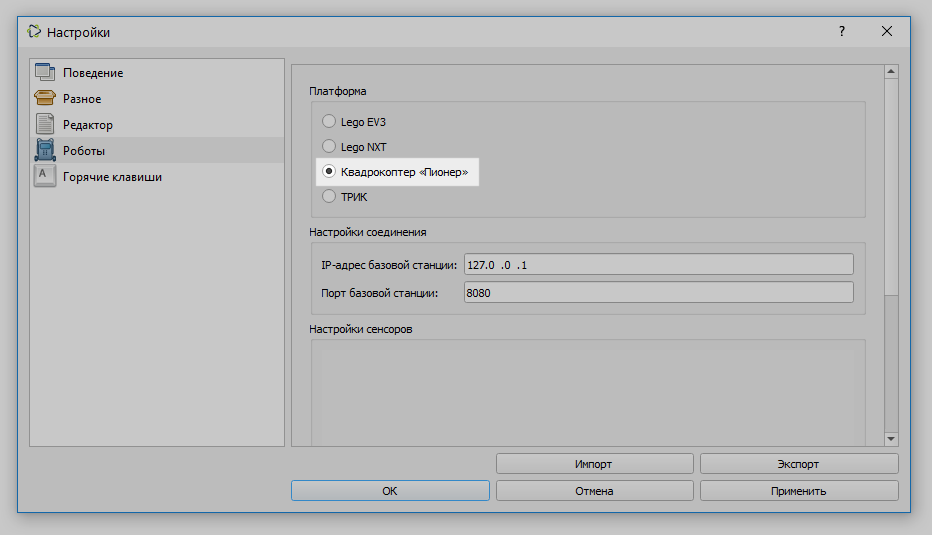 Настройки
?
Поведение
Разное
Редактор
Роботы
A
Горячие клавиши
Платформа
Lego EV3
Lego NXT
Квадрокоптер «Пионер»
ТРИК
Настройки соединения
IP-адрес базовой станции: 127.0 .0 .1
Порт базовой станции: 8080
Настройки сенсоров
Импорт Экспорт
ОК Отмена Применить